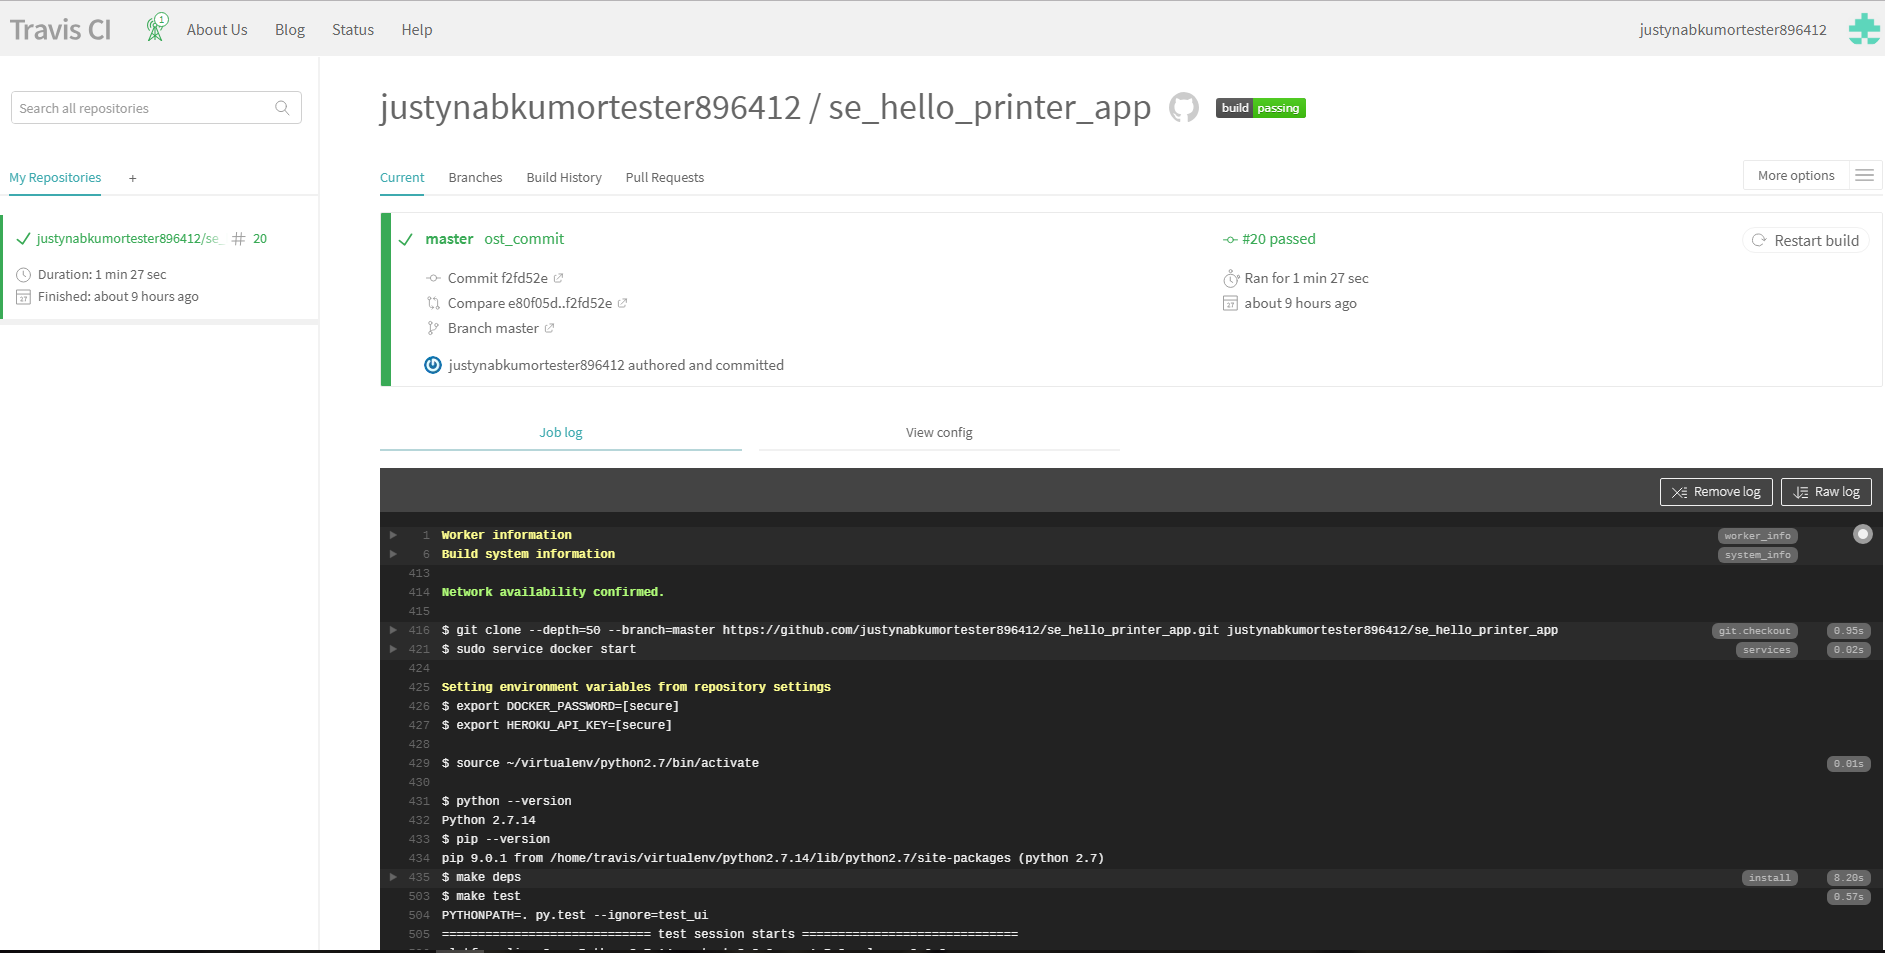 Travis CI
1
About Us
Blog
Status
Help
justynabkumortester896412
Search all repositories
My Repositories
+
justynabkumortester896412/se_
# 20
Duration: 1 min 27 sec
27
Finished: about 9 hours ago
justynabkumortester896412 / se_hello_printer_app
build passing
Current
Branches
Build History
Pull Requests
More options
master ost_commit
Commit f2fd52e
Compare e80f05d..f2fd52e
Branch master
justynabkumortester896412 authored and committed
#20 passed
Ran for 1 min 27 sec
27
about 9 hours ago
Restart build
Job log
View config
Remove log
Raw log
1 Worker information worker_info
6 Build system information system_info
413
414 Network availability confirmed.
415
416 $ git clone --depth=50 --branch=master https://github.com/justynabkumortester896412/se_hello_printer_app.git justynabkumortester896412/se_hello_printer_app git.checkout 0.95s
421 $ sudo service docker start services 0.02s
424
425 Setting environment variables from repository settings
426 $ export DOCKER_PASSWORD=[secure]
427 $ export HEROKU_API_KEY=[secure]
428
429 $ source ~/virtualenv/python2.7/bin/activate 0.01s
430
431 $ python --version
432 Python 2.7.14
433 $ pip --version
434 pip 9.0.1 from /home/travis/virtualenv/python2.7.14/lib/python2.7/site-packages (python 2.7)
435 $ make deps install 8.20s
503 $ make test 0.57s
504 PYTHONPATH=. py.test --ignore=test_ui
505 ============================= test session starts ==============================